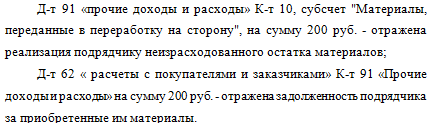 Д-т 91 «прочие доходы и расходы» К-т 10, субсчет "Материалы,
переданные в переработку на сторону", на сумму 200 руб. - отражена
реализация подрядчику неизрасходованного остатка материалов;
Д-т 62 « расчеты с покупателями и заказчиками» К-т 91 «Прочие
доходы и расходы» на сумму 200 руб. - отражена задолженность подрядчика
за приобретенные им материалы.